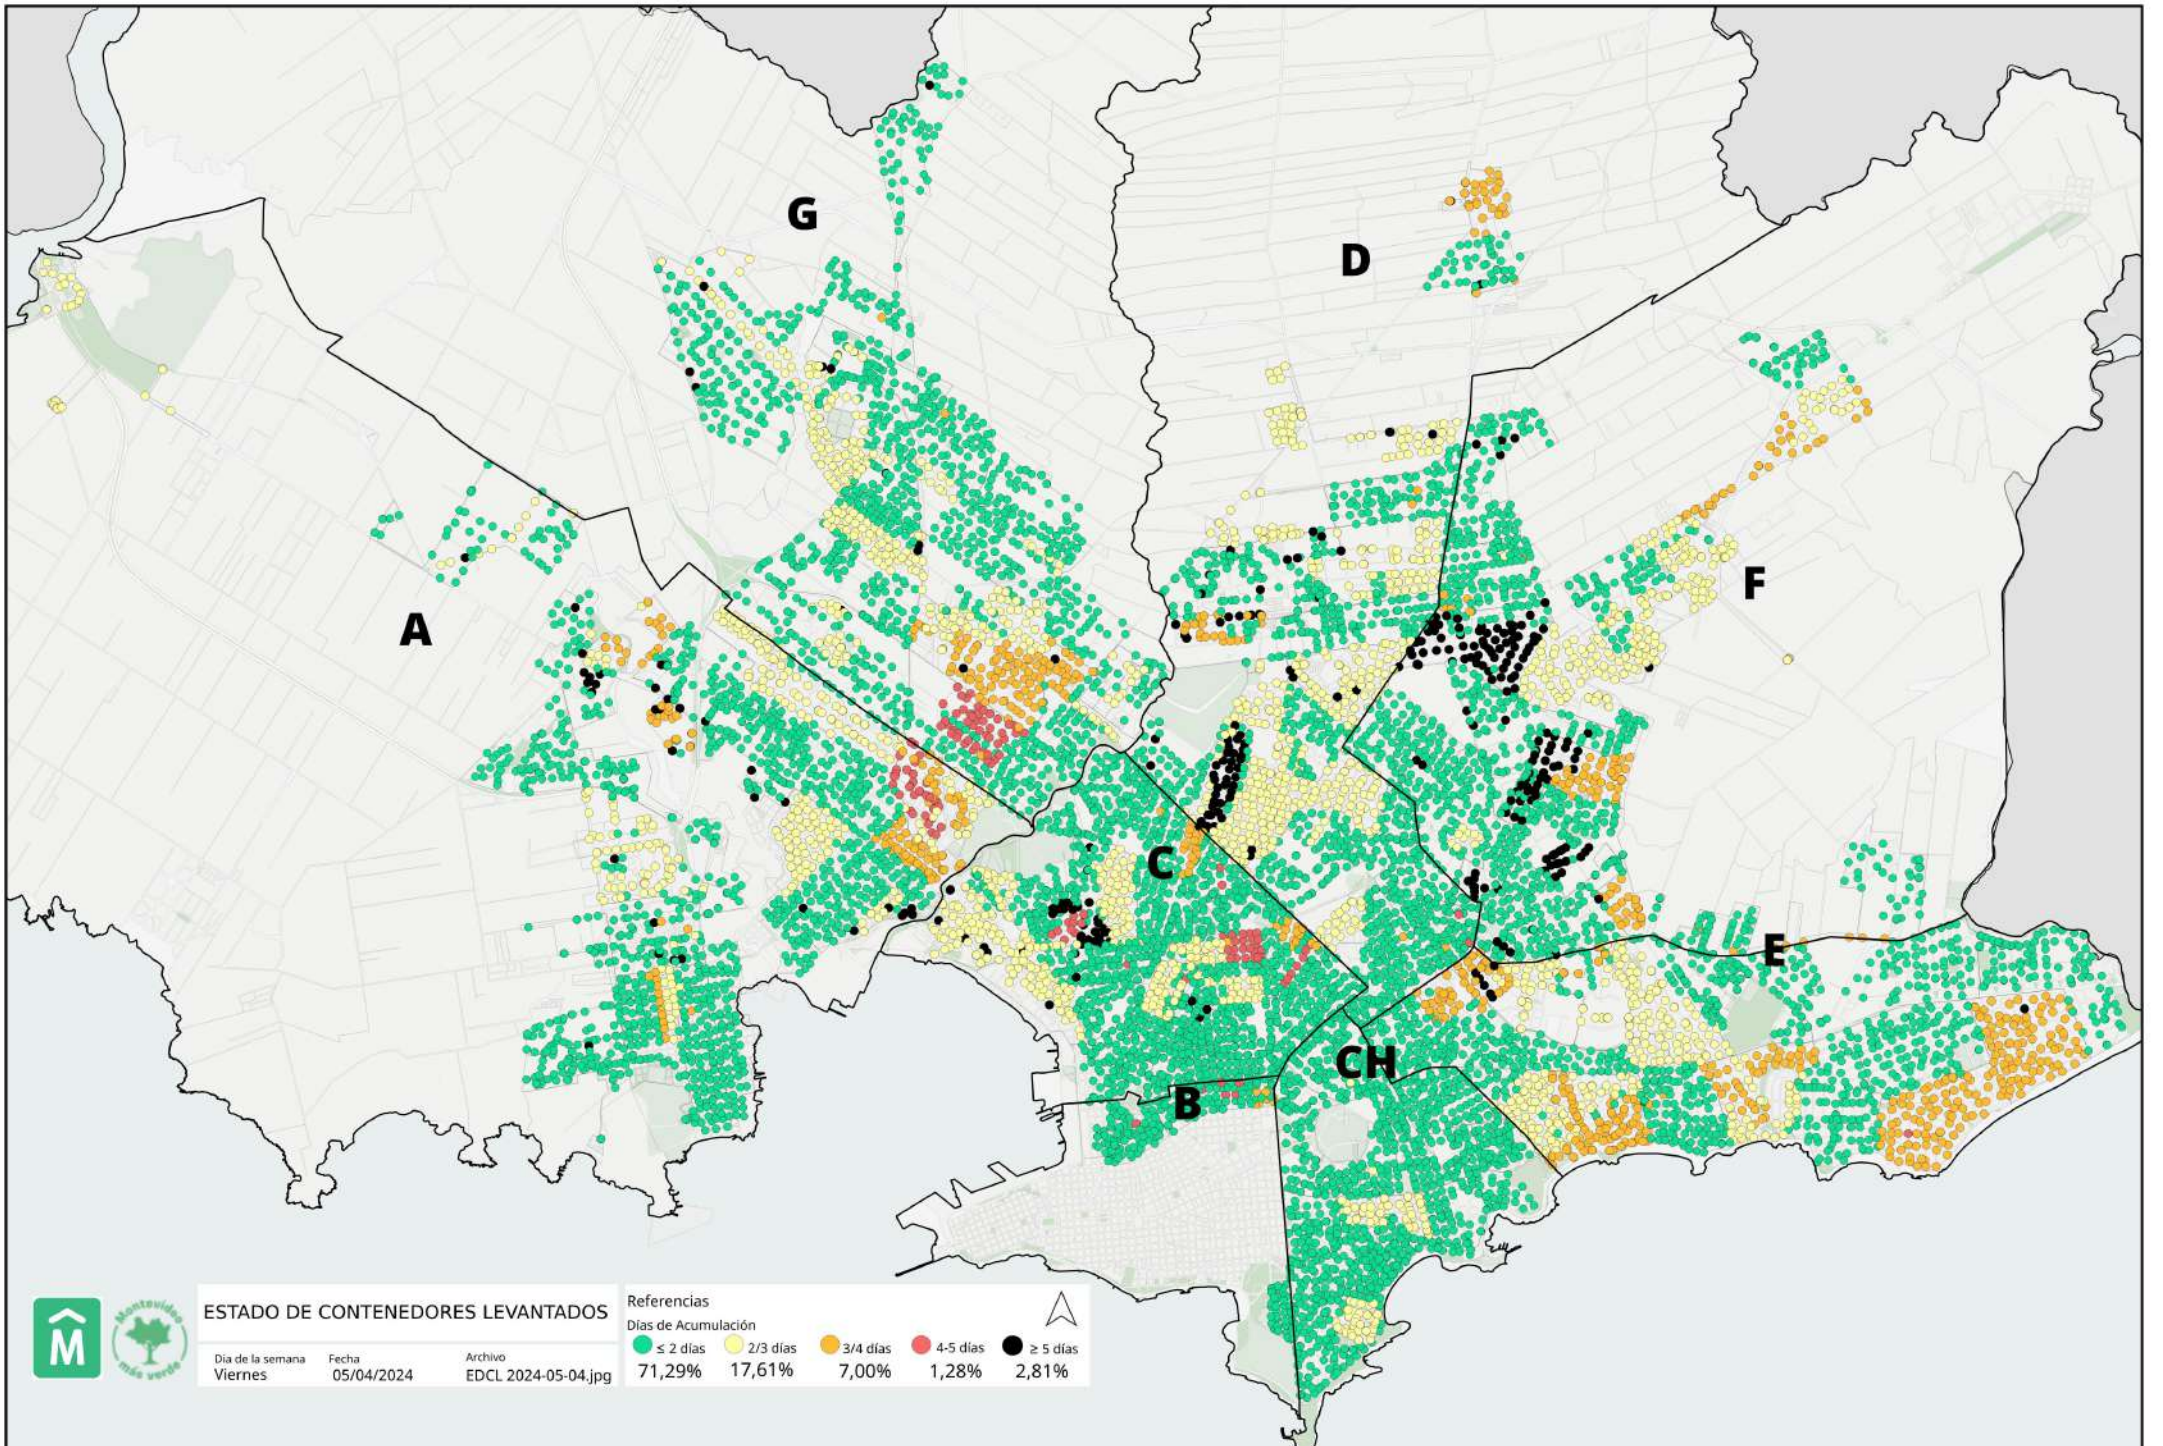 G
D
A
F
C
E
CH
B
M
Montevideo
más verde
ESTADO DE CONTENEDORES LEVANTADOS
Dia de la semana
Viernes
Fecha
05/04/2024
Archivo
EDCL 2024-05-04.jpg
Referencias
Días de Acumulación
≤ 2 días 2/3 días 3/4 días 4-5 días ≥ 5 días
71,29% 17,61% 7,00% 1,28% 2,81%